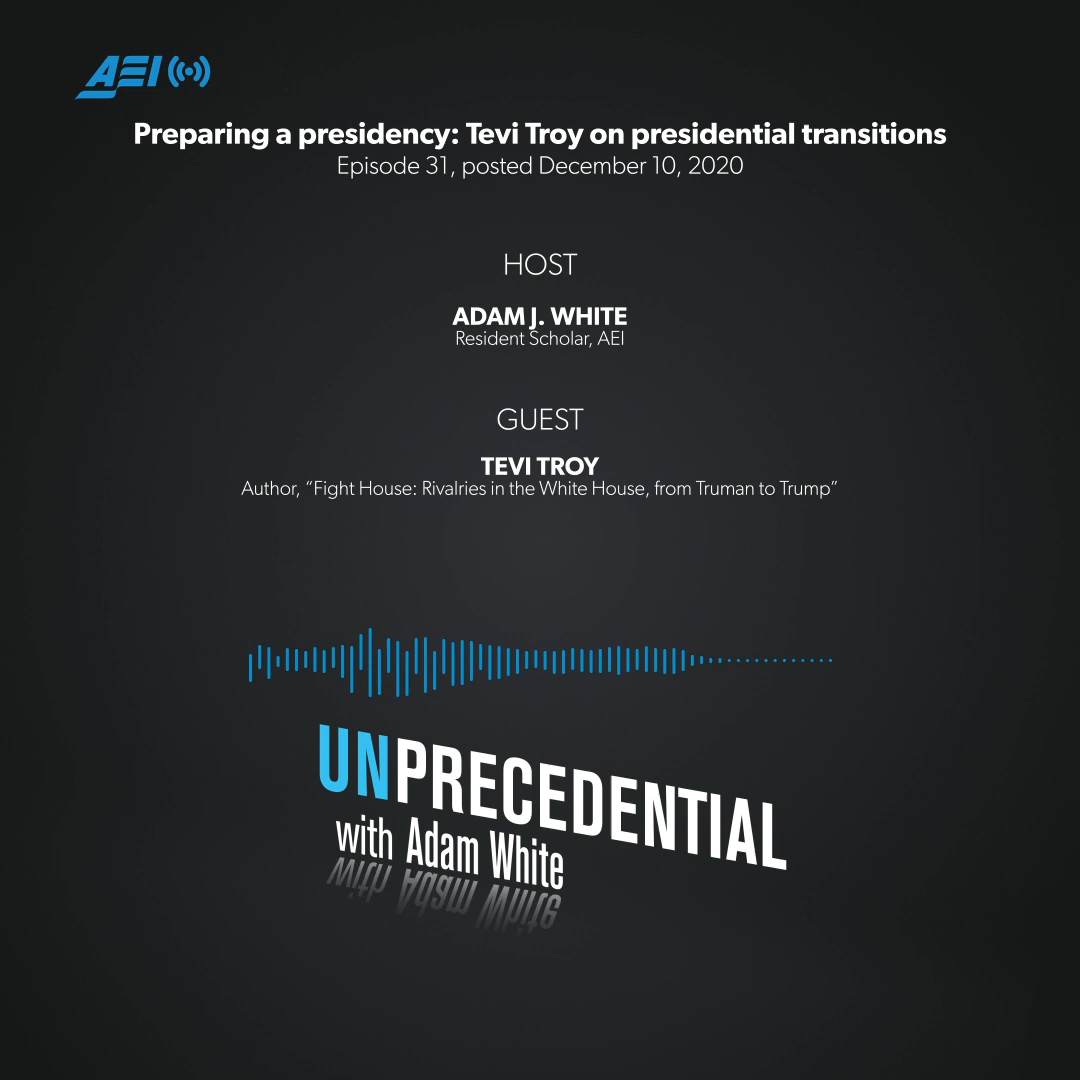 AEI
Preparing a presidency: Tevi Troy on presidential transitions
Episode 31, posted December 10, 2020
HOST
ADAM J. WHITE
Resident Scholar, AEI
GUEST
TEVI TROY
Author, “Fight House: Rivalries in the White House, from Truman to Trump”
UNPRECEDENTIAL
with Adam White